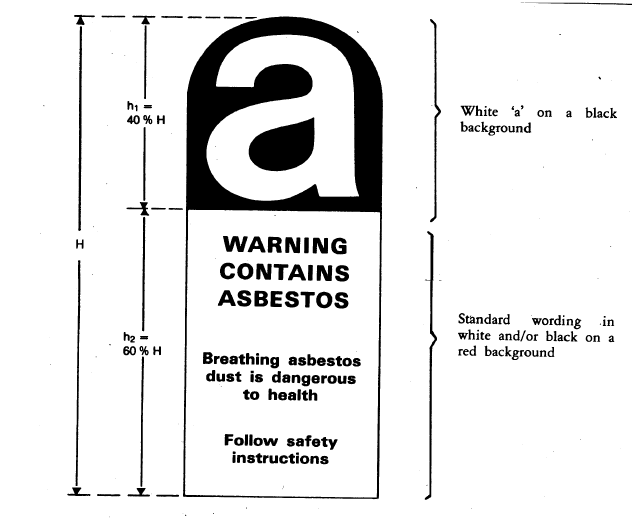 a
h1 =
40 % H
White ‘a’ on a black
background
H
WARNING
CONTAINS
ASBESTOS
h2 =
60 % H
Standard wording in
white and/or black on a
red background
Breathing asbestos
dust is dangerous
to health
Follow safety
instructions